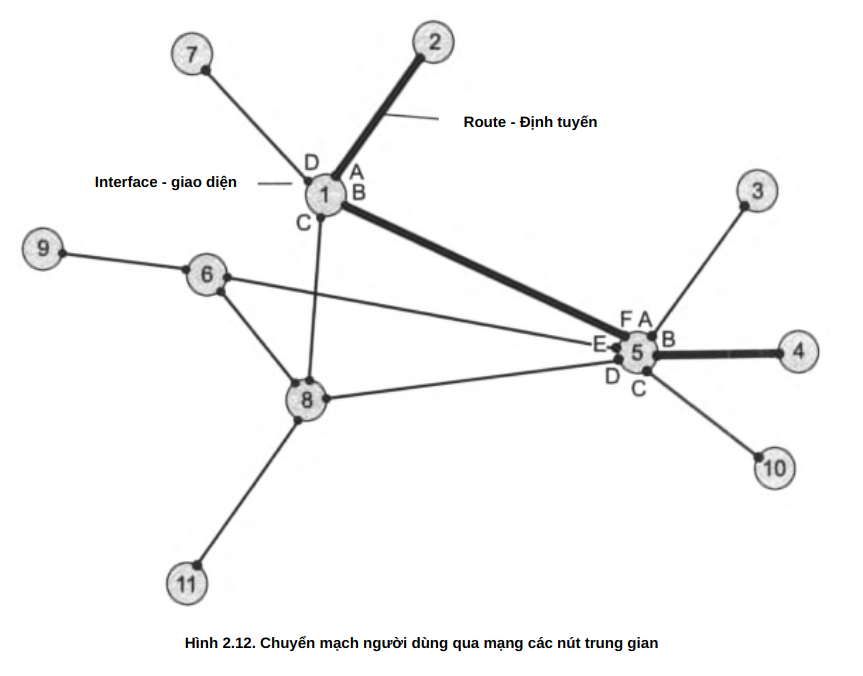 2
7
Route - Định tuyến
D
A
Interface - giao diện
1
B
3
C
9
6
F A
B
E
5
4
D
C
8
10
11
Hình 2.12. Chuyển mạch người dùng qua mạng các nút trung gian